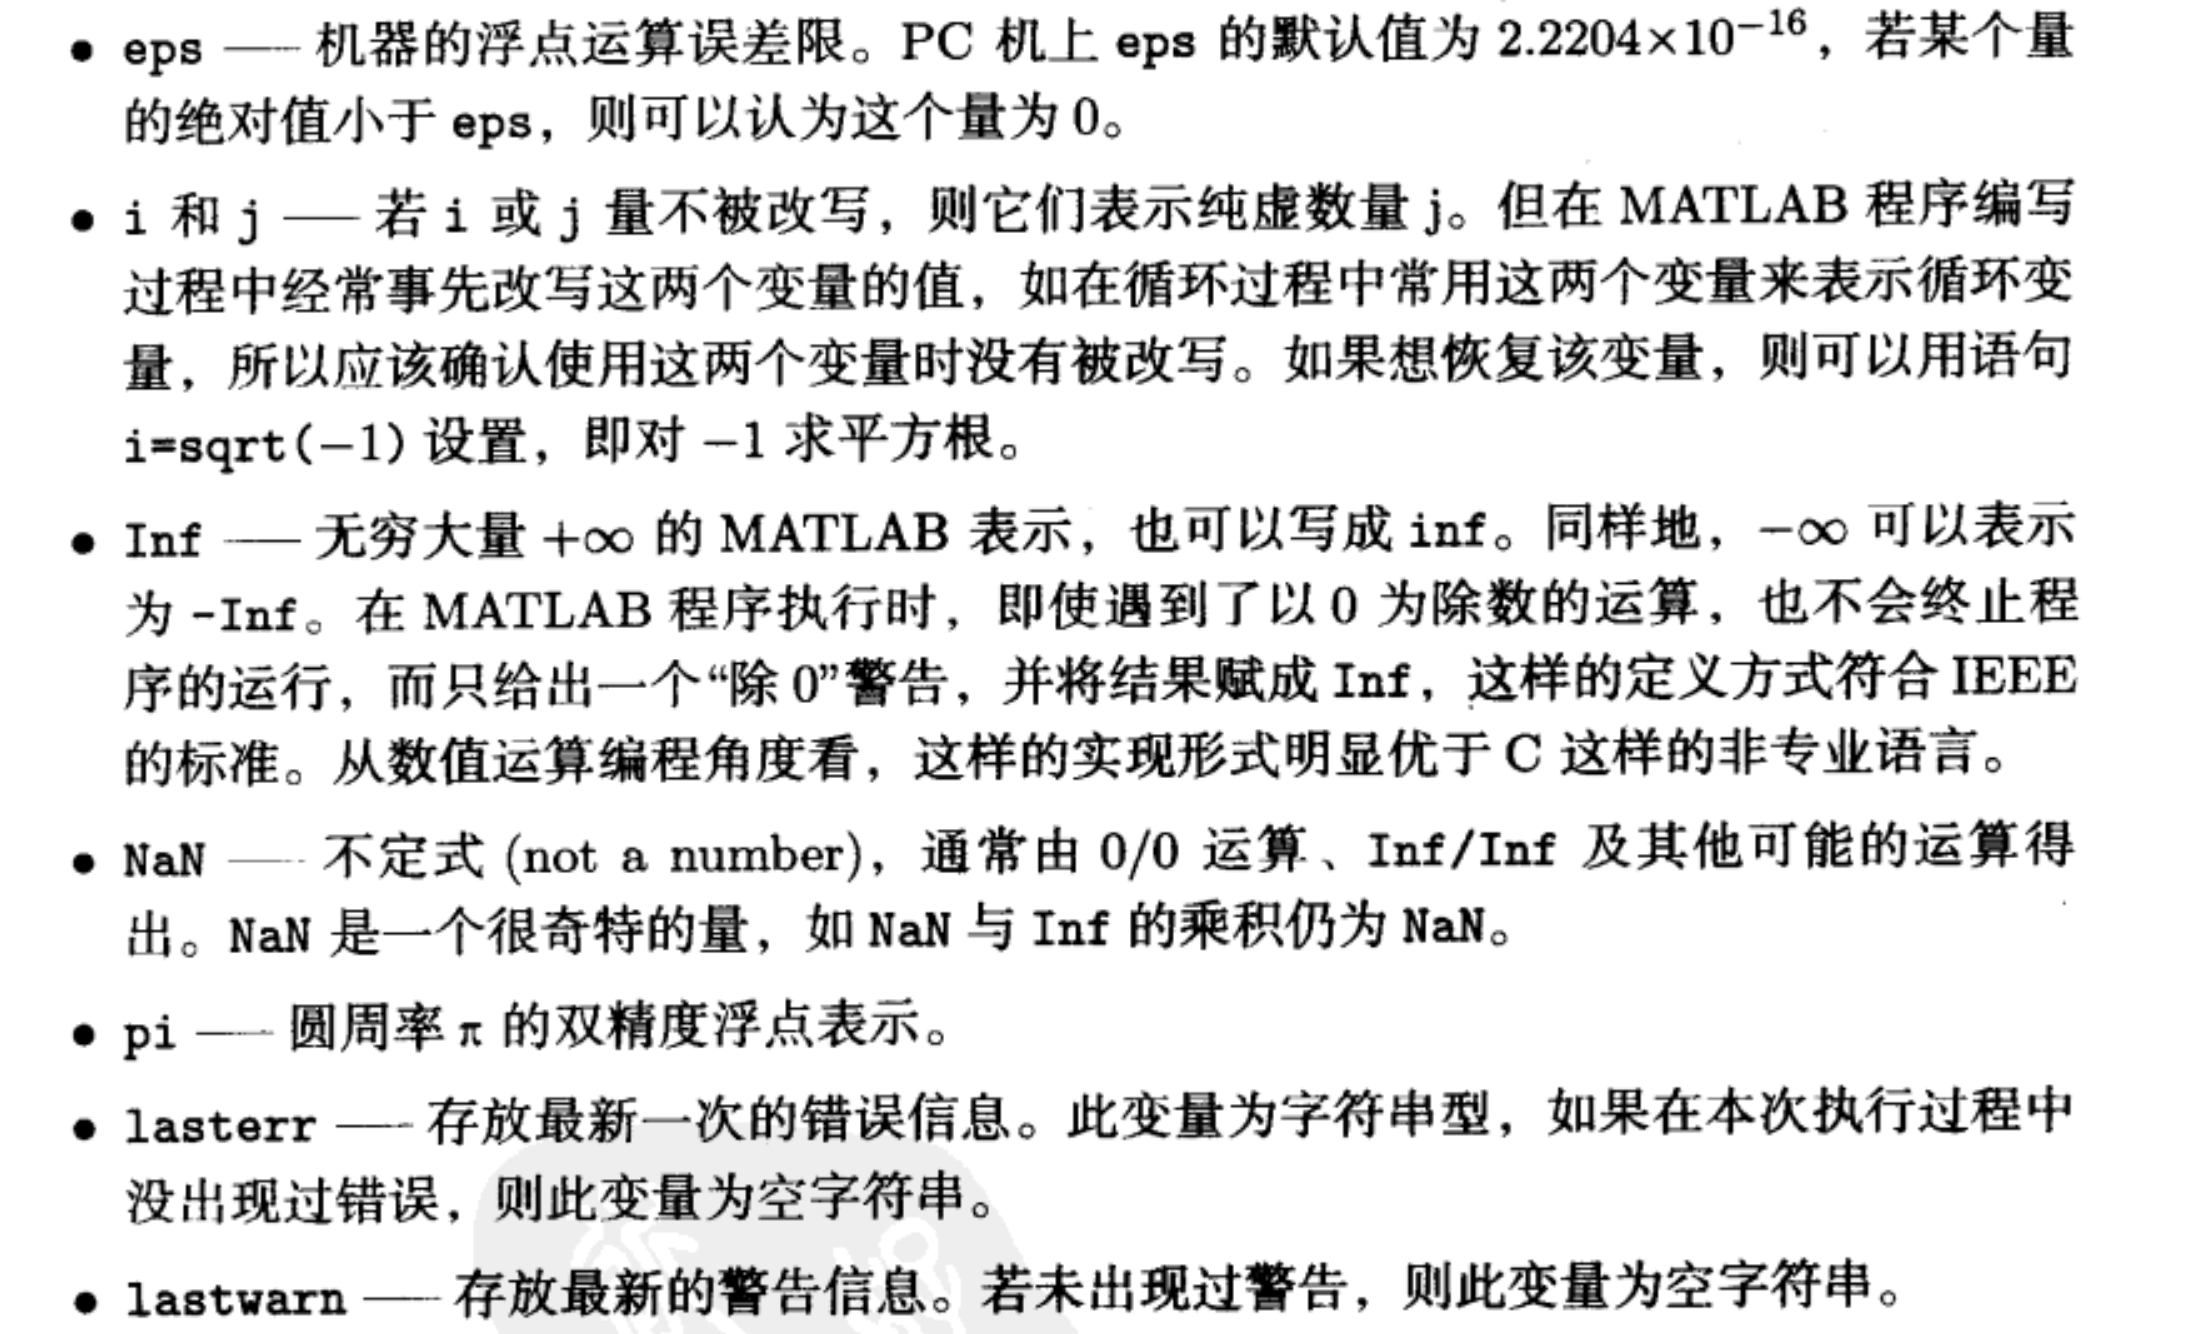 • eps —— 机器的浮点运算误差限。PC 机上 eps 的默认值为 2.2204×10⁻¹⁶，若某个量
的绝对值小于 eps，则可以认为这个量为 0。
• i 和 j —— 若 i 或 j 量不被改写，则它们表示纯虚数量 j。但在 MATLAB 程序编写
过程中经常事先改写这两个变量的值，如在循环过程中常用这两个变量来表示循环变
量，所以应该确认使用这两个变量时没有被改写。如果想恢复该变量，则可以用语句
i=sqrt(−1) 设置，即对 −1 求平方根。
• Inf —— 无穷大量 +∞ 的 MATLAB 表示，也可以写成 inf。同样地，−∞ 可以表示
为 -Inf。在 MATLAB 程序执行时，即使遇到了以 0 为除数的运算，也不会终止程
序的运行，而只给出一个“除 0”警告，并将结果赋成 Inf，这样的定义方式符合 IEEE
的标准。从数值运算编程角度看，这样的实现形式明显优于 C 这样的非专业语言。
• NaN —— 不定式 (not a number)，通常由 0/0 运算、Inf/Inf 及其他可能的运算得
出。NaN 是一个很奇特的量，如 NaN 与 Inf 的乘积仍为 NaN。
• pi —— 圆周率 π 的双精度浮点表示。
• lasterr —— 存放最新一次的错误信息。此变量为字符串型，如果在本次执行过程中
没出现过错误，则此变量为空字符串。
• lastwarn —— 存放最新的警告信息。若未出现过警告，则此变量为空字符串。